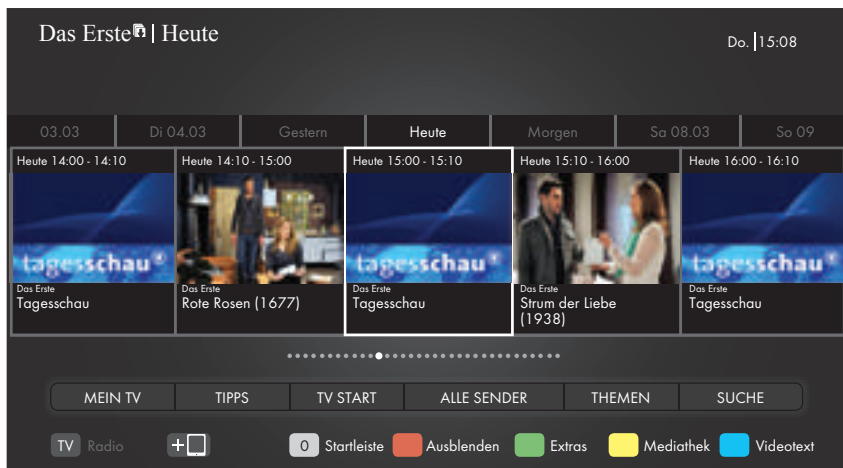 Das Erste | Heute
Do. 15:08
03.03 Di 04.03 Gestern Heute Morgen Sa 08.03 So 09
Heute 14:00 - 14:10 Heute 14:10 - 15:00 Heute 15:00 - 15:10 Heute 15:10 - 16:00 Heute 16:00 - 16:10
tagesschau tagesschau tagesschau
Das Erste Das Erste Das Erste Das Erste Das Erste
Tagesschau Rote Rosen (1677) Tagesschau Strum der Liebe Tagesschau
(1938)
MEIN TV TIPPS TV START ALLE SENDER THEMEN SUCHE
TV Radio + 0 Startleiste Ausblenden Extras Mediathek Videotext